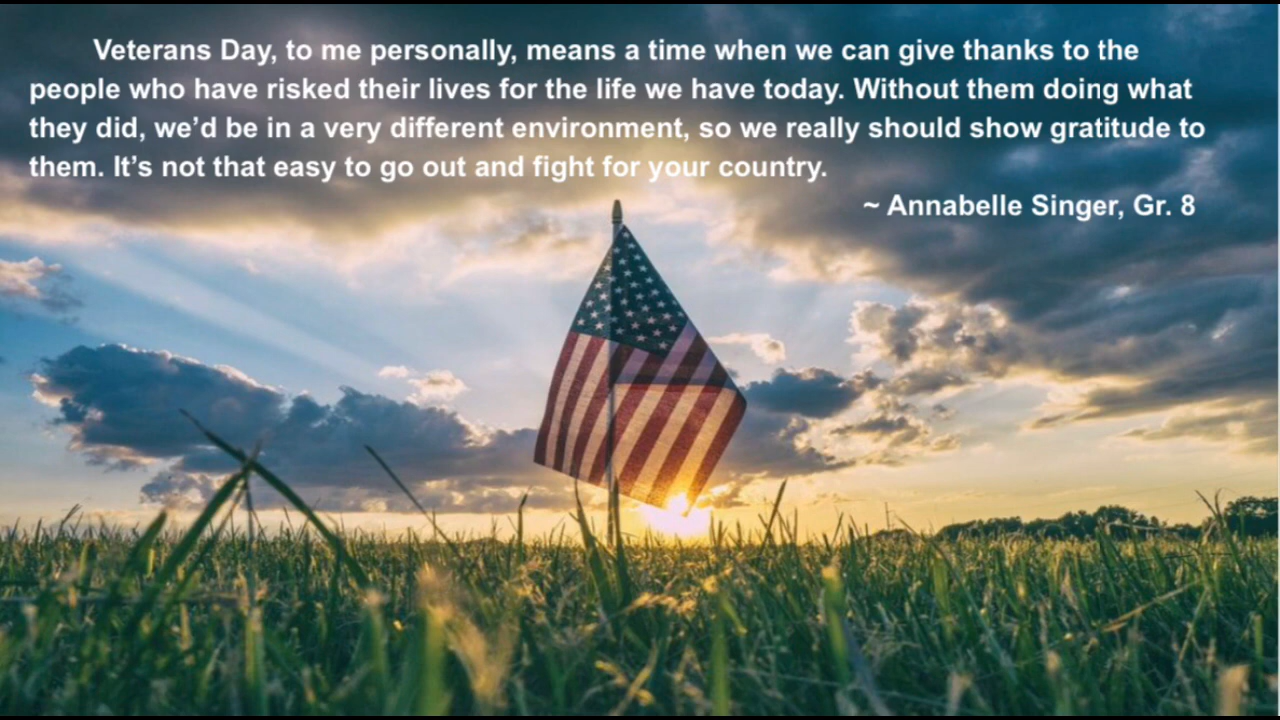 Veterans Day, to me personally, means a time when we can give thanks to the
people who have risked their lives for the life we have today. Without them doing what
they did, we’d be in a very different environment, so we really should show gratitude to
them. It’s not that easy to go out and fight for your country.
~ Annabelle Singer, Gr. 8